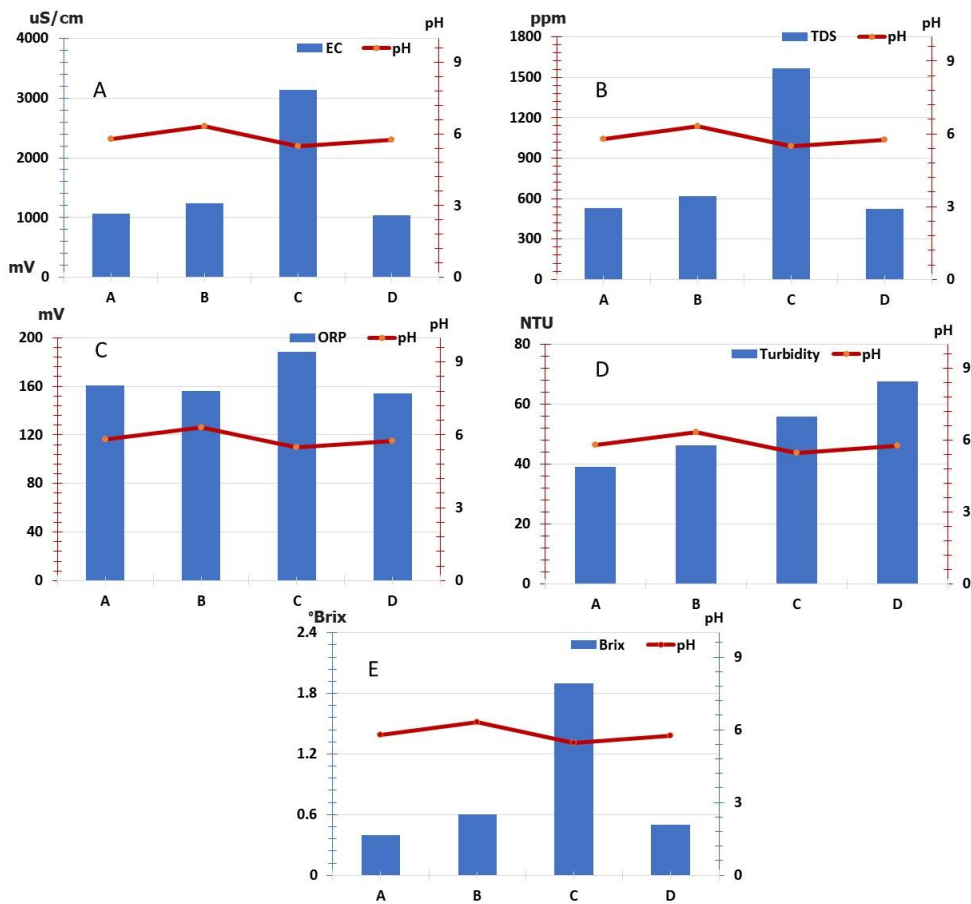 uS/cm pH
4000
EC pH
A
9
3000
6
2000
3
1000
mV
0 0
A B C D
ppm pH
1800
TDS pH
9
1500
B
1200
6
900
600
3
300
0 0
A B C D
mV pH
200
ORP pH
C
9
160
120
6
80
3
40
0 0
A B C D
NTU pH
80
Turbidity pH
D
9
60
6
40
3
20
0 0
A B C D
°Brix pH
2.4
Brix pH
E
9
1.8
6
1.2
3
0.6
0 0
A B C D